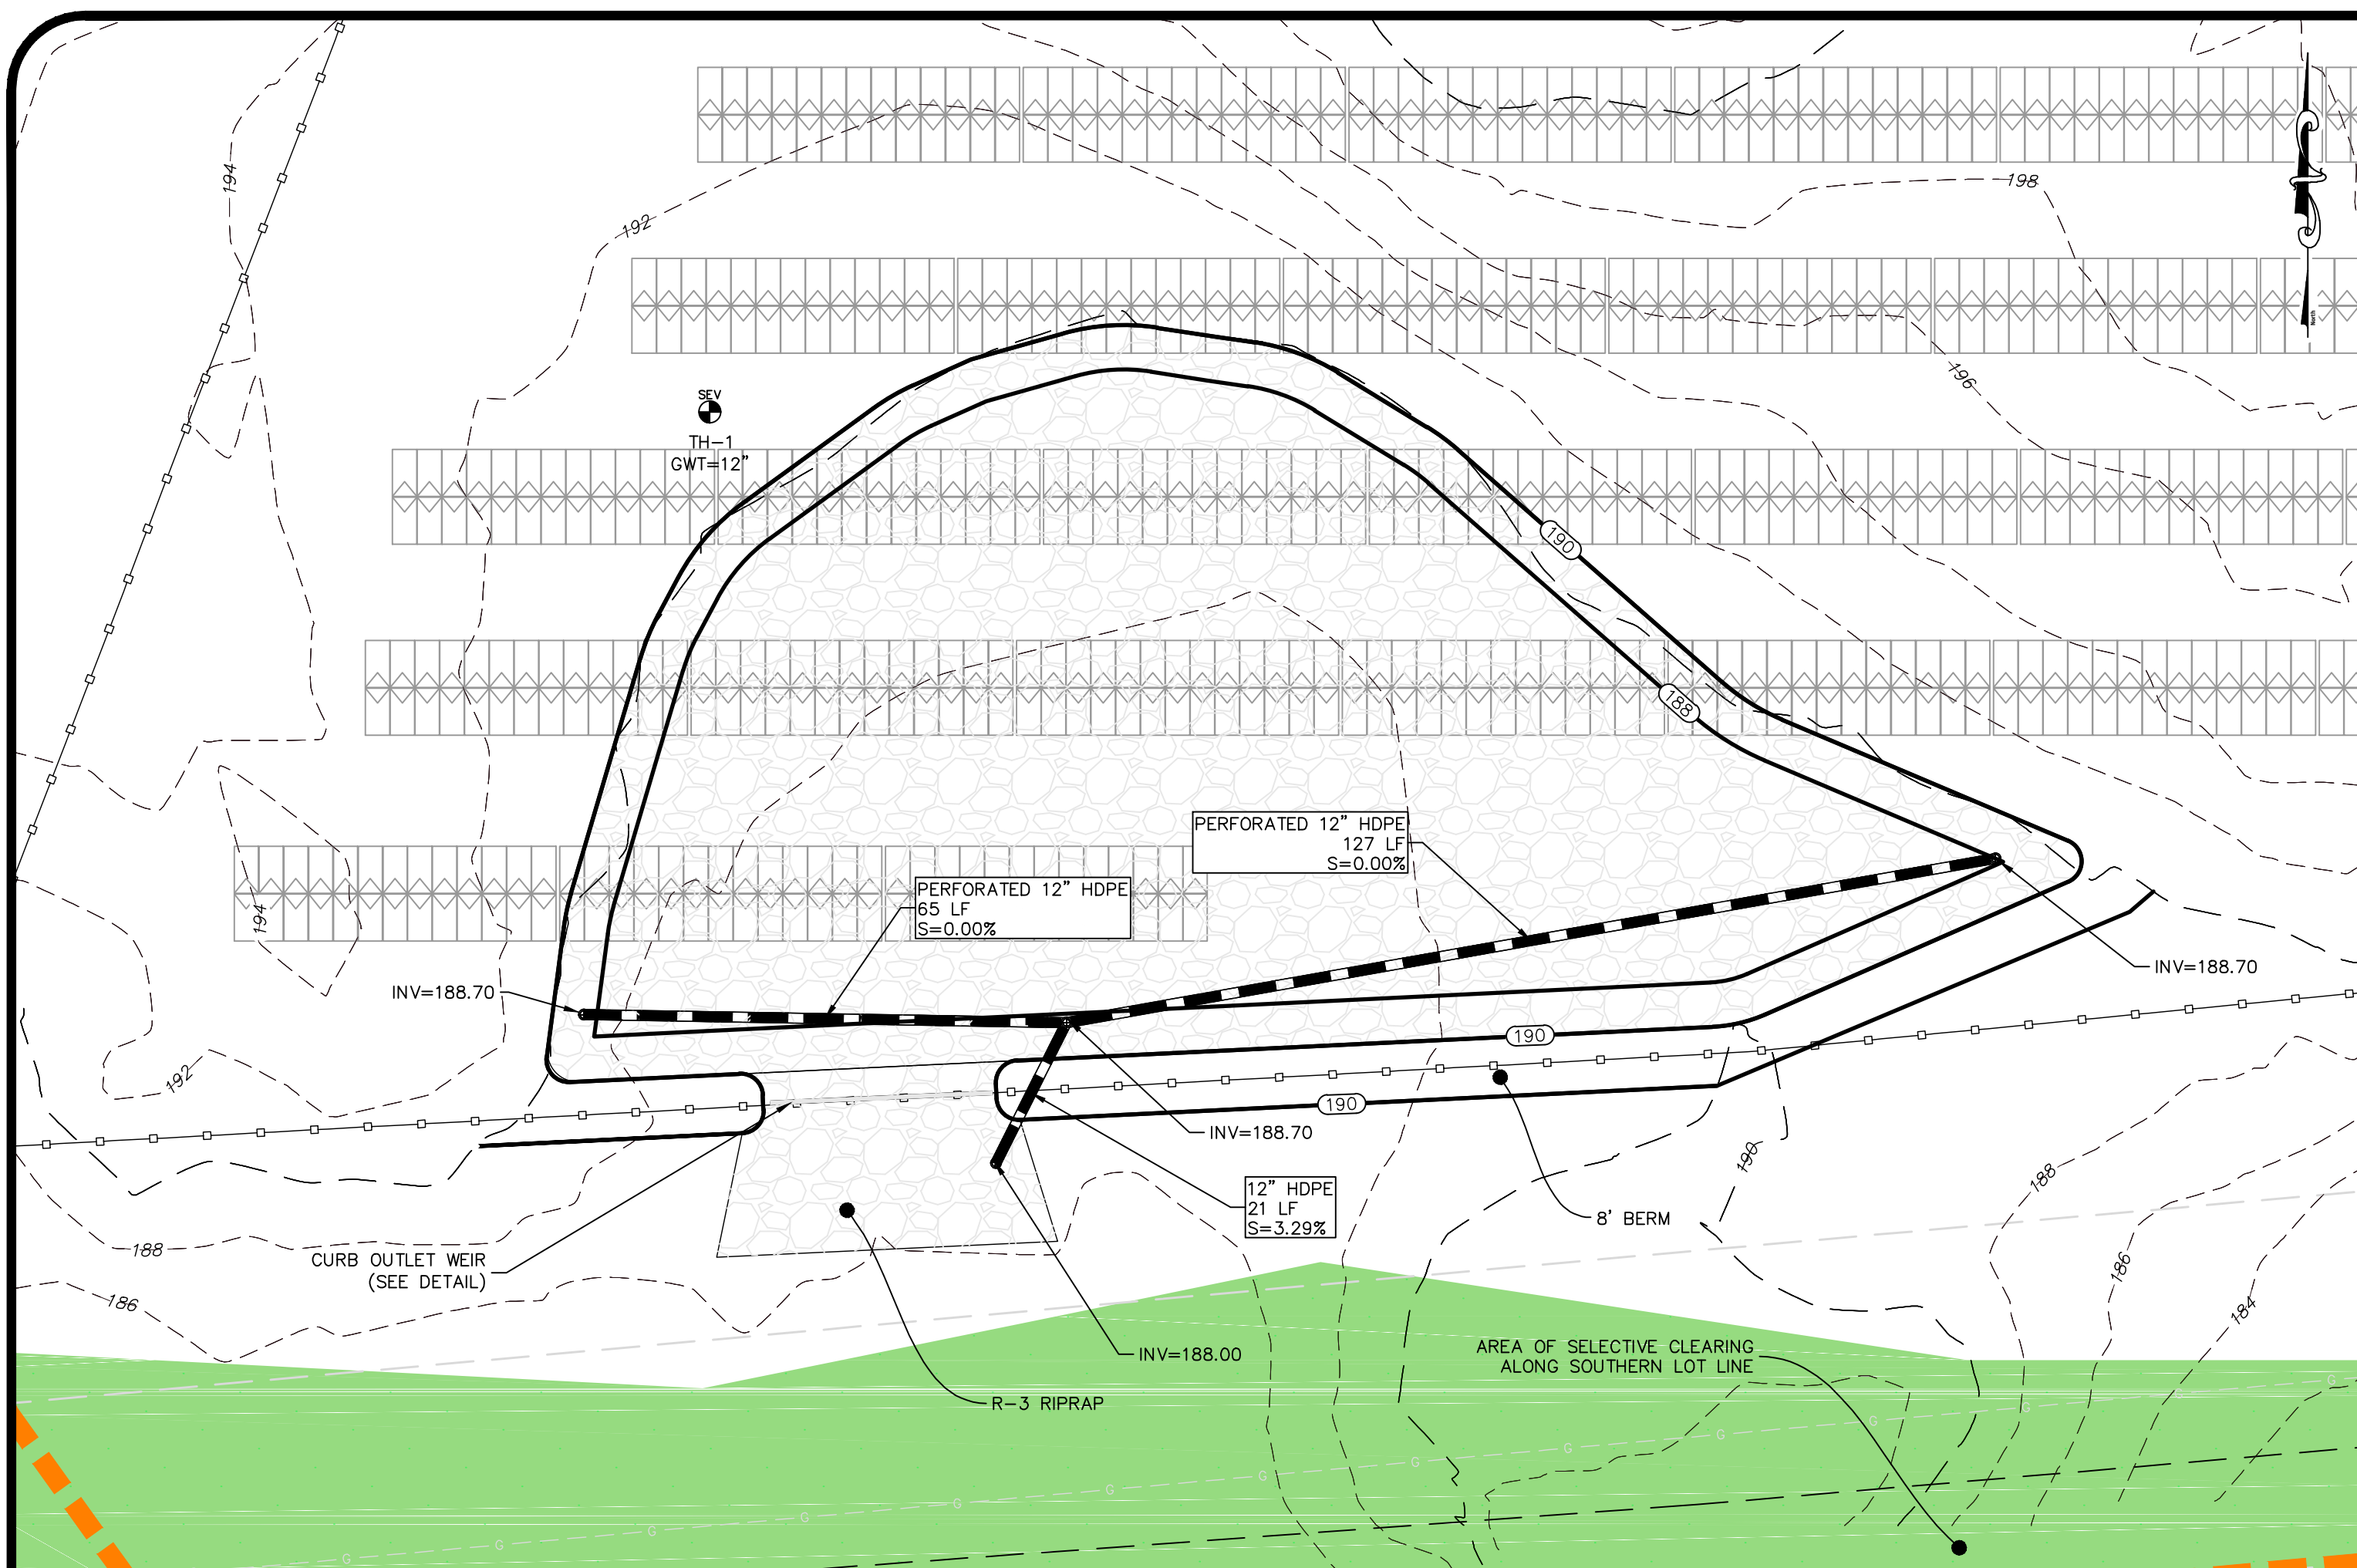 194
192
198
North
SEV
TH-1
GWT=12"
196
190
188
PERFORATED 12" HDPE
127 LF
S=0.00%
PERFORATED 12" HDPE
65 LF
S=0.00%
194
INV=188.70
INV=188.70
190
192
190
INV=188.70
190
188
12" HDPE
21 LF
S=3.29%
8' BERM
188
CURB OUTLET WEIR
(SEE DETAIL)
186
186
184
INV=188.00
AREA OF SELECTIVE CLEARING
ALONG SOUTHERN LOT LINE
R-3 RIPRAP
G
G
G
G
G
G
G
G
G
G
G
G
G
G